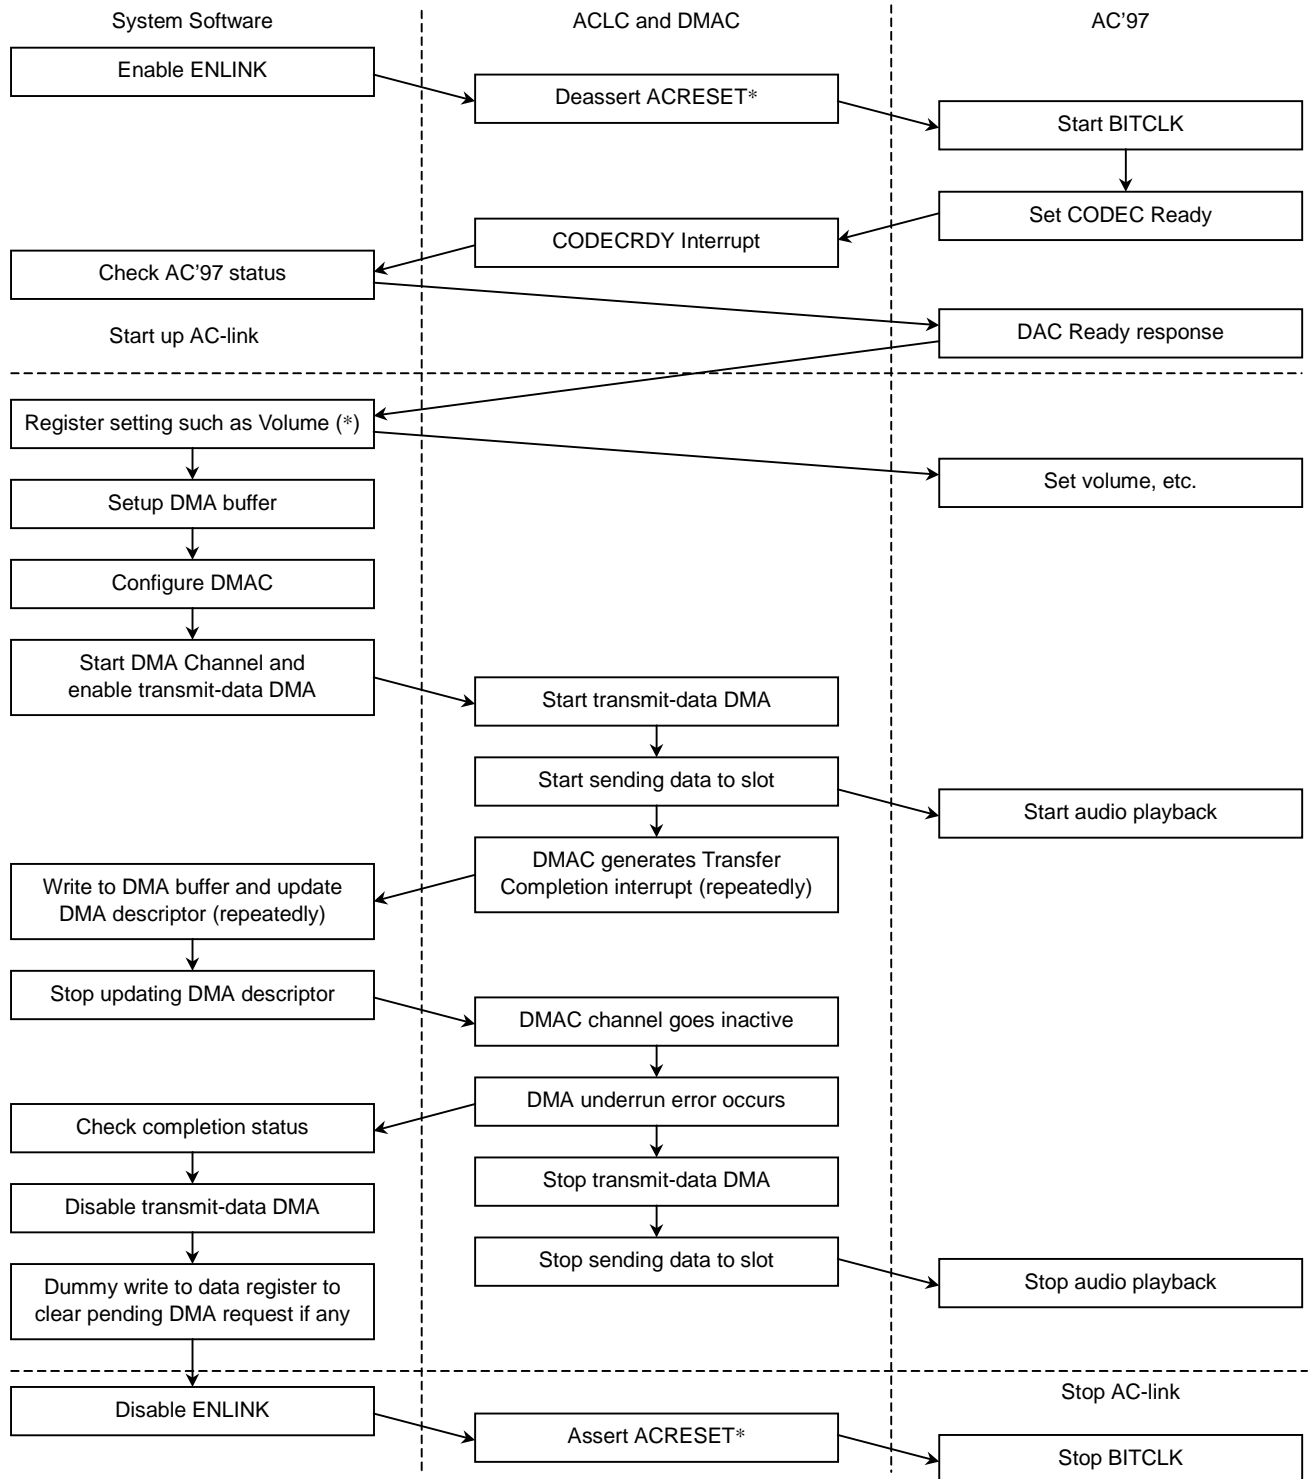 System Software
ACLC and DMAC
AC’97
Enable ENLINK
Deassert ACRESET*
Start BITCLK
Set CODEC Ready
CODECRDY Interrupt
Check AC’97 status
DAC Ready response
Start up AC-link
Register setting such as Volume (*)
Set volume, etc.
Setup DMA buffer
Configure DMAC
Start DMA Channel and
enable transmit-data DMA
Start transmit-data DMA
Start sending data to slot
Start audio playback
DMAC generates Transfer
Completion interrupt (repeatedly)
Write to DMA buffer and update
DMA descriptor (repeatedly)
Stop updating DMA descriptor
DMAC channel goes inactive
DMA underrun error occurs
Check completion status
Stop transmit-data DMA
Disable transmit-data DMA
Stop sending data to slot
Stop audio playback
Dummy write to data register to
clear pending DMA request if any
Stop AC-link
Disable ENLINK
Assert ACRESET*
Stop BITCLK